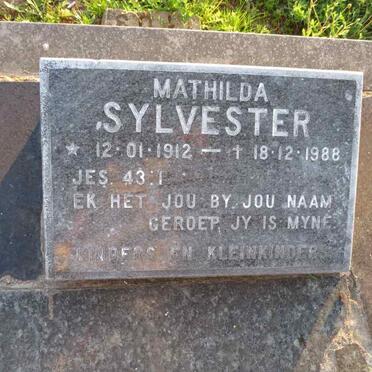 MATHILDA
SYLVESTER
* 12·01·1912 — † 18·12·1988
JES. 43:1
EK HET JOU BY JOU NAAM
GEROEP, JY IS MYNE.
KINDERS EN KLEINKINDERS